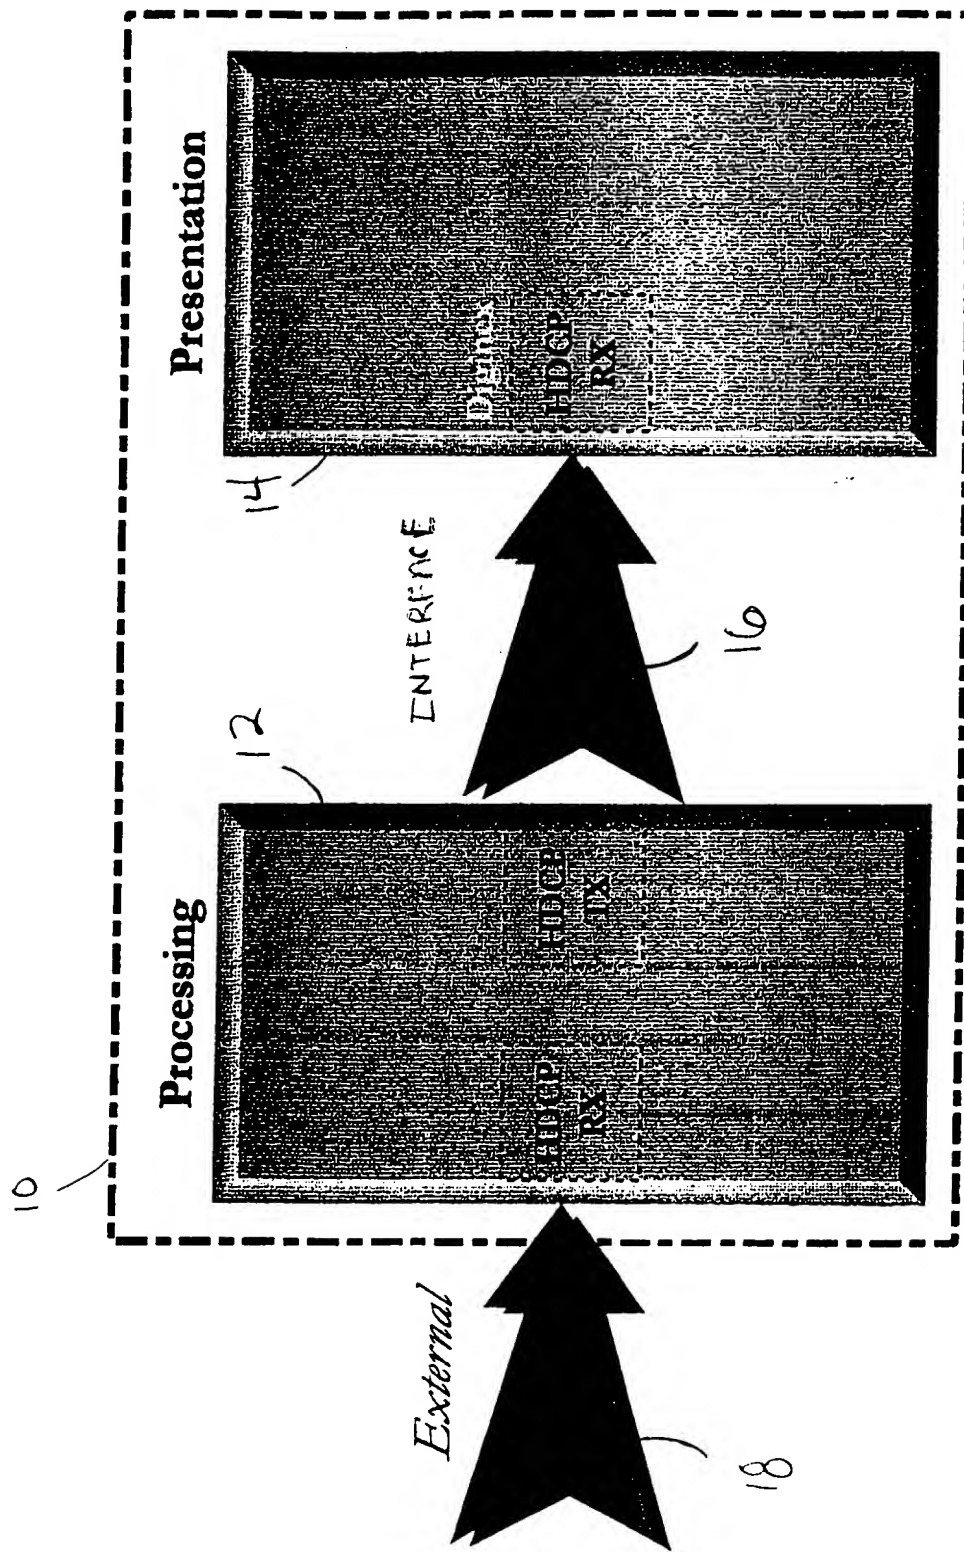 10
Processing
Presentation
12
14
External
INTERFACE
HDCP
RX
HDCP
TX
HDCP
RX
16
18